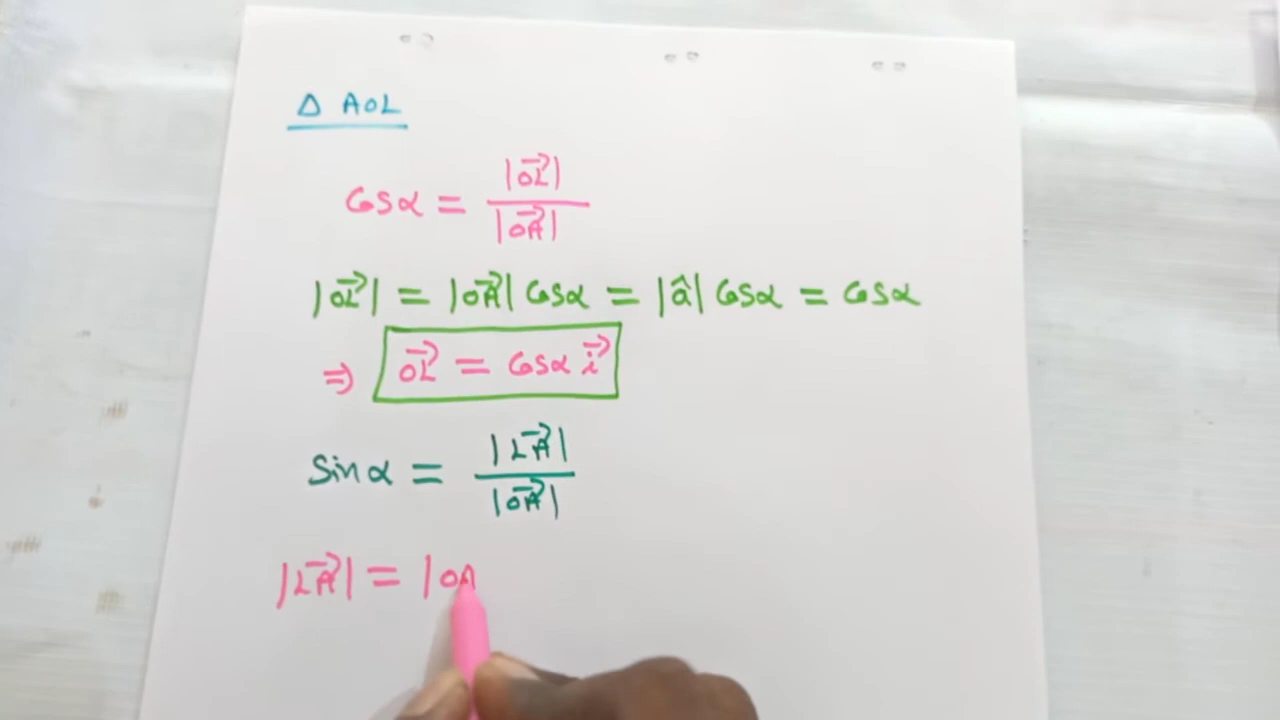 Δ AOL
Cosα = |OL⃗| / |OA⃗|
|OL⃗| = |OA⃗| Cosα = |â| Cosα = Cosα
⇒ OL⃗ = Cosα i⃗
Sinα = |LA⃗| / |OA⃗|
|LA⃗| = |OA